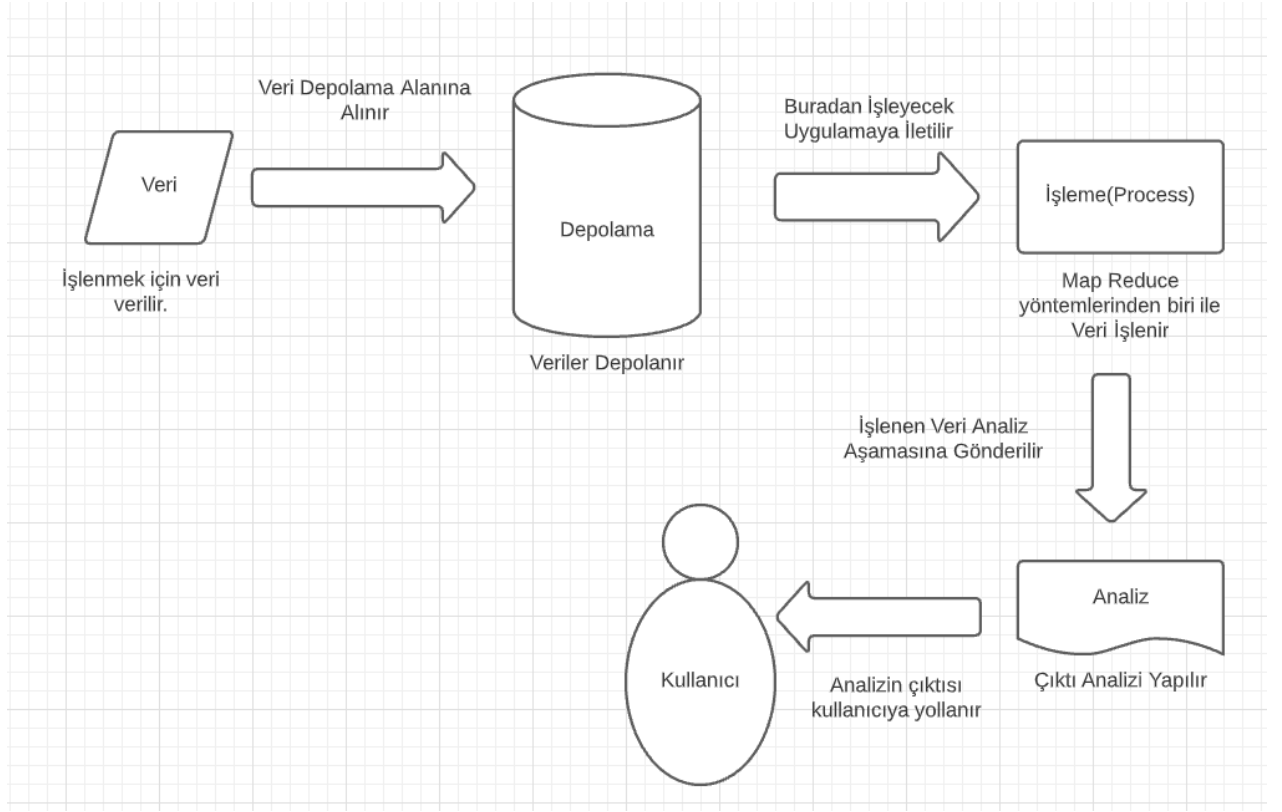 Veri Depolama Alanına
Alınır
Veri
İşlenmek için veri
verilir.
Depolama
Veriler Depolanır
Buradan İşleyecek
Uygulamaya İletilir
İşleme(Process)
Map Reduce
yöntemlerinden biri ile
Veri İşlenir
İşlenen Veri Analiz
Aşamasına Gönderilir
Analiz
Çıktı Analizi Yapılır
Analizin çıktısı
kullanıcıya yollanır
Kullanıcı